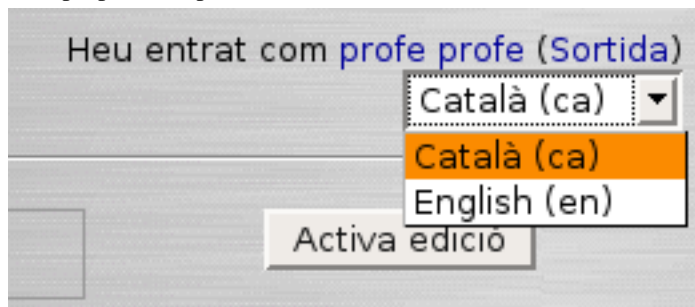 Heu entrat com profe profe (Sortida)
Català (ca)
Català (ca)
English (en)
Activa edició